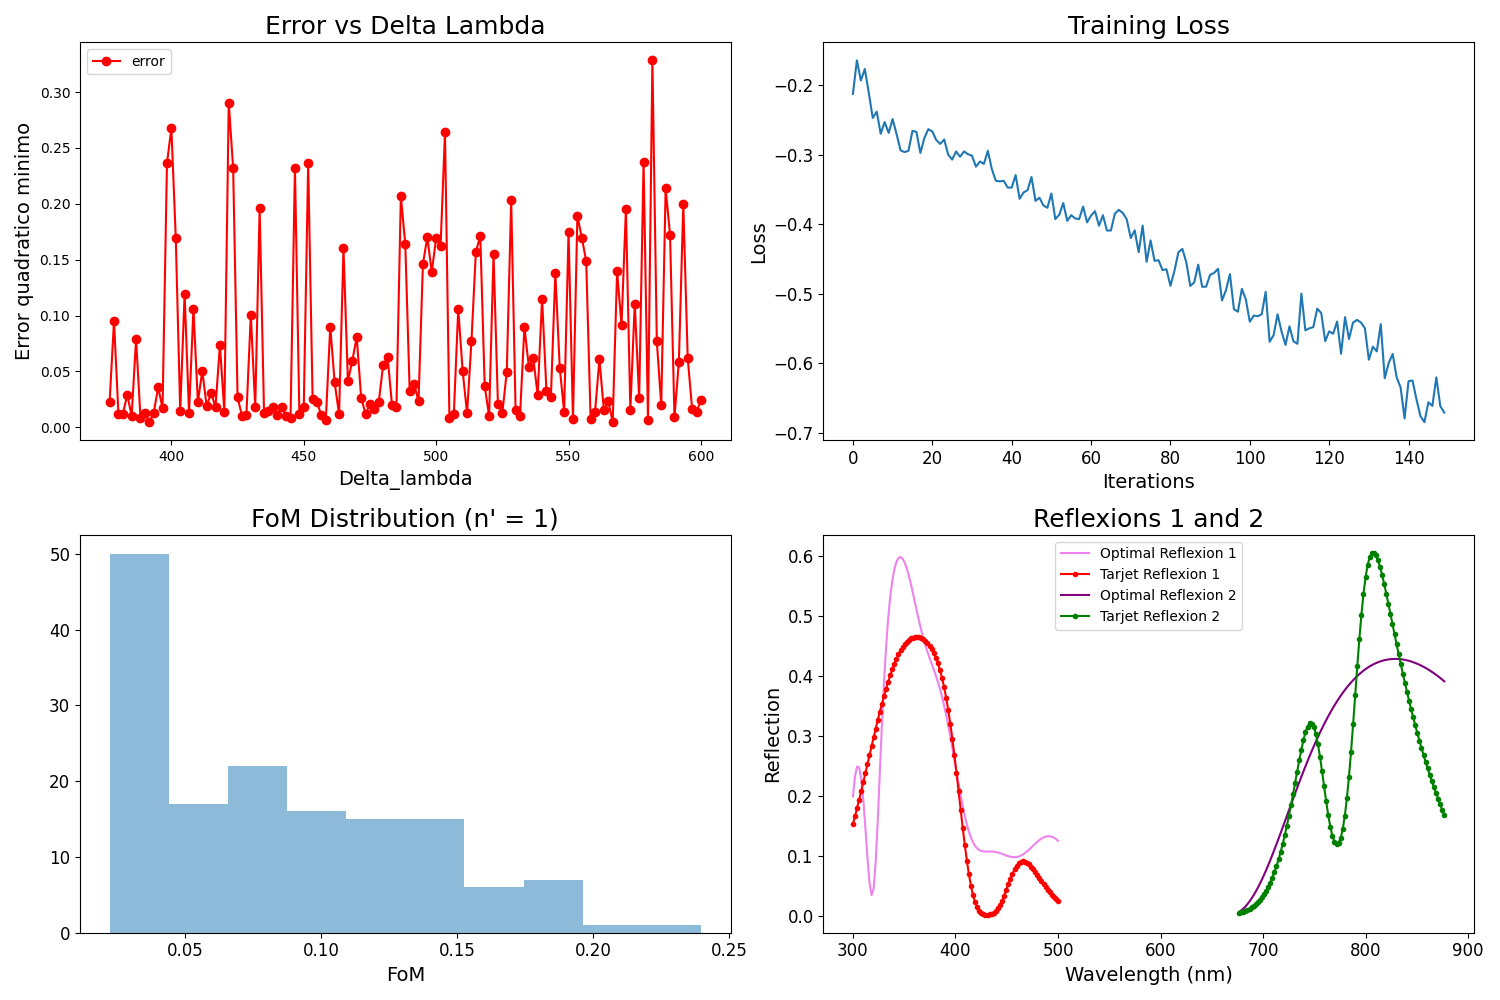 Error vs Delta Lambda
error
Error quadratico minimo
0.30
0.25
0.20
0.15
0.10
0.05
0.00
400 450 500 550 600
Delta_lambda
Training Loss
Loss
−0.2
−0.3
−0.4
−0.5
−0.6
−0.7
0 20 40 60 80 100 120 140
Iterations
FoM Distribution (n' = 1)
50
40
30
20
10
0
0.05 0.10 0.15 0.20 0.25
FoM
Reflexions 1 and 2
Optimal Reflexion 1
Tarjet Reflexion 1
Optimal Reflexion 2
Tarjet Reflexion 2
Reflection
0.6
0.5
0.4
0.3
0.2
0.1
0.0
300 400 500 600 700 800 900
Wavelength (nm)